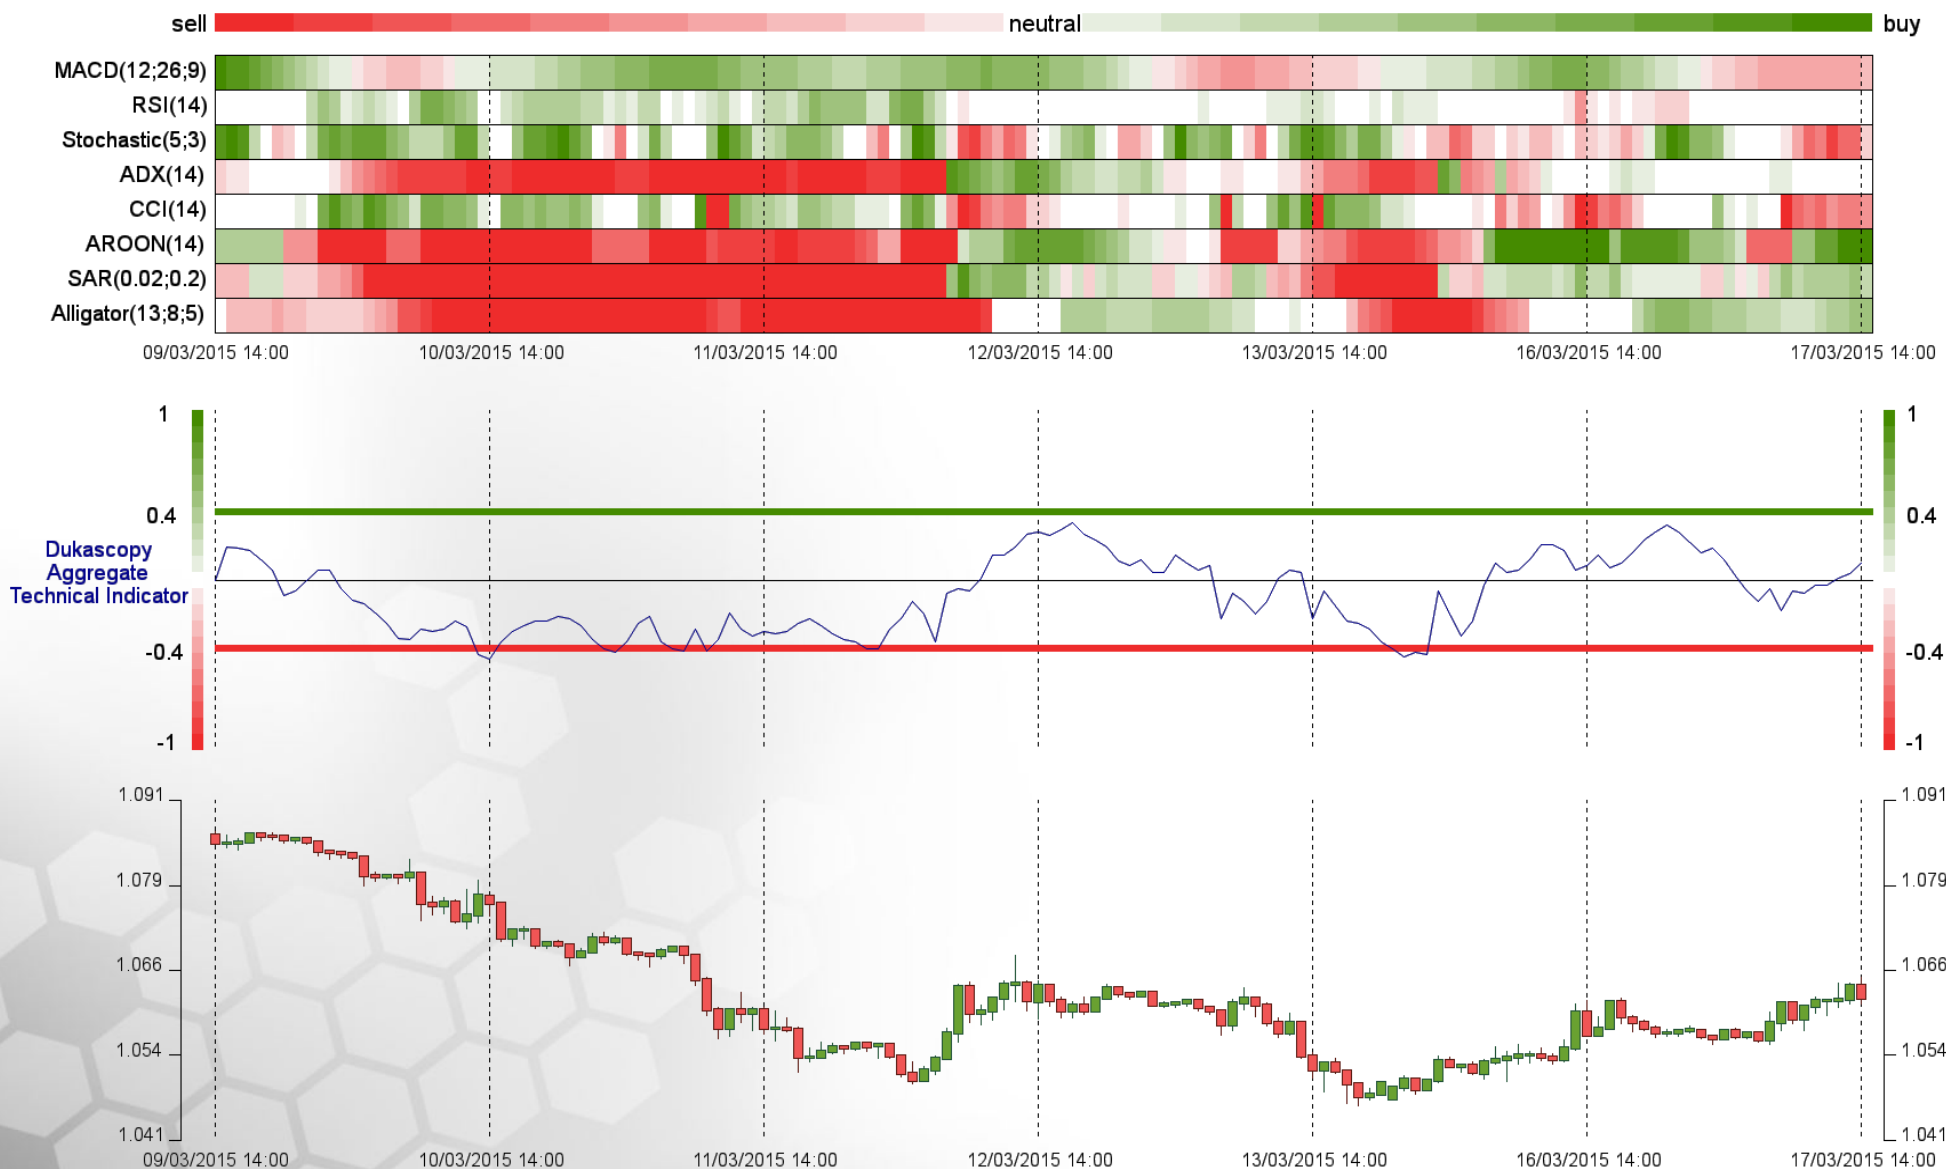 sell neutral buy
MACD(12;26;9)
RSI(14)
Stochastic(5;3)
ADX(14)
CCI(14)
AROON(14)
SAR(0.02;0.2)
Alligator(13;8;5)
09/03/2015 14:00 10/03/2015 14:00 11/03/2015 14:00 12/03/2015 14:00 13/03/2015 14:00 16/03/2015 14:00 17/03/2015 14:00
1 1
0.4 0.4
Dukascopy
Aggregate
Technical Indicator
-0.4 -0.4
-1 -1
1.091 1.091
1.079 1.079
1.066 1.066
1.054 1.054
1.041 1.041
09/03/2015 14:00 10/03/2015 14:00 11/03/2015 14:00 12/03/2015 14:00 13/03/2015 14:00 16/03/2015 14:00 17/03/2015 14:00